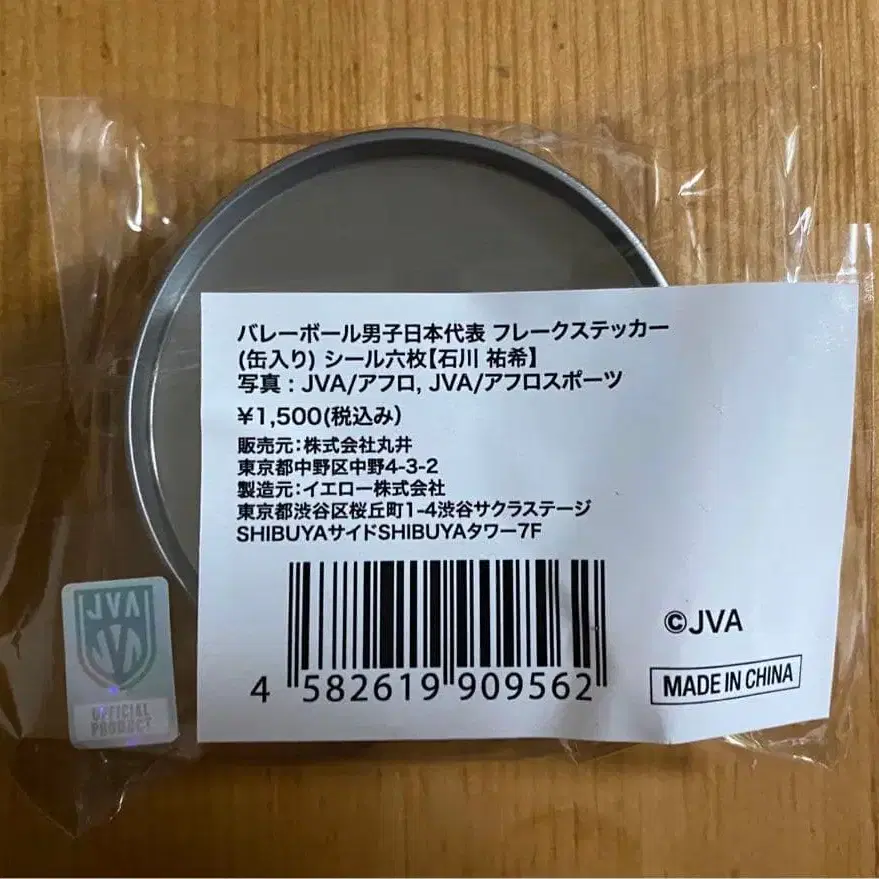 バレーボール男子日本代表 フレークステッカー
(缶入り) シール六枚【石川 祐希】
写真 : JVA/アフロ, JVA/アフロスポーツ
¥1,500(税込み)
販売元:株式会社丸井
東京都中野区中野4-3-2
製造元:イエロー株式会社
東京都渋谷区桜丘町1-4渋谷サクラステージ
SHIBUYAサイドSHIBUYAタワー7F
4 582619 909562
©JVA
MADE IN CHINA
JVA
JVA
OFFICIAL
PRODUCT